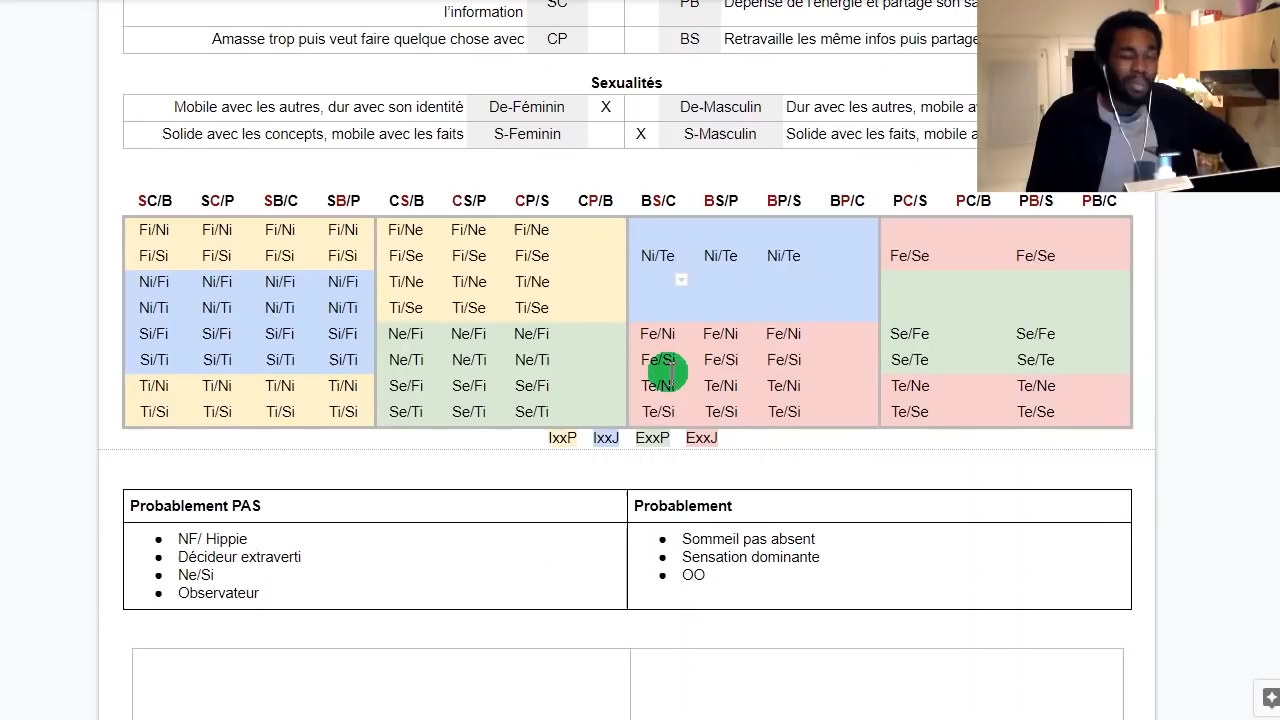 l’information SC PB Dépense de l'énergie et partage son
Amasse trop puis veut faire quelque chose avec CP BS Retravaille les même infos puis partage
Sexualités
Mobile avec les autres, dur avec son identité De-Féminin X De-Masculin Dur avec les autres, mobile
Solide avec les concepts, mobile avec les faits S-Feminin X S-Masculin Solide avec les faits, mobile
SC/B SC/P SB/C SB/P CS/B CS/P CP/S CP/B BS/C BS/P BP/S BP/C PC/S PC/B PB/S PB/C
Fi/Ni Fi/Ni Fi/Ni Fi/Ni Fi/Ne Fi/Ne Fi/Ne
Fi/Si Fi/Si Fi/Si Fi/Si Fi/Se Fi/Se Fi/Se Ni/Te Ni/Te Ni/Te Fe/Se Fe/Se
Ni/Fi Ni/Fi Ni/Fi Ni/Fi Ti/Ne Ti/Ne Ti/Ne
Ni/Ti Ni/Ti Ni/Ti Ni/Ti Ti/Se Ti/Se Ti/Se
Si/Fi Si/Fi Si/Fi Si/Fi Ne/Fi Ne/Fi Ne/Fi Fe/Ni Fe/Ni Fe/Ni Se/Fe Se/Fe
Si/Ti Si/Ti Si/Ti Si/Ti Ne/Ti Ne/Ti Ne/Ti Fe/Si Fe/Si Fe/Si Se/Te Se/Te
Ti/Ni Ti/Ni Ti/Ni Ti/Ni Se/Fi Se/Fi Se/Fi Te/Ni Te/Ni Te/Ni Te/Ne Te/Ne
Ti/Si Ti/Si Ti/Si Ti/Si Se/Ti Se/Ti Se/Ti Te/Si Te/Si Te/Si Te/Se Te/Se
IxxP IxxJ ExxP ExxJ
Probablement PAS Probablement
● NF/ Hippie
● Décideur extraverti
● Ne/Si
● Observateur
● Sommeil pas absent
● Sensation dominante
● OO